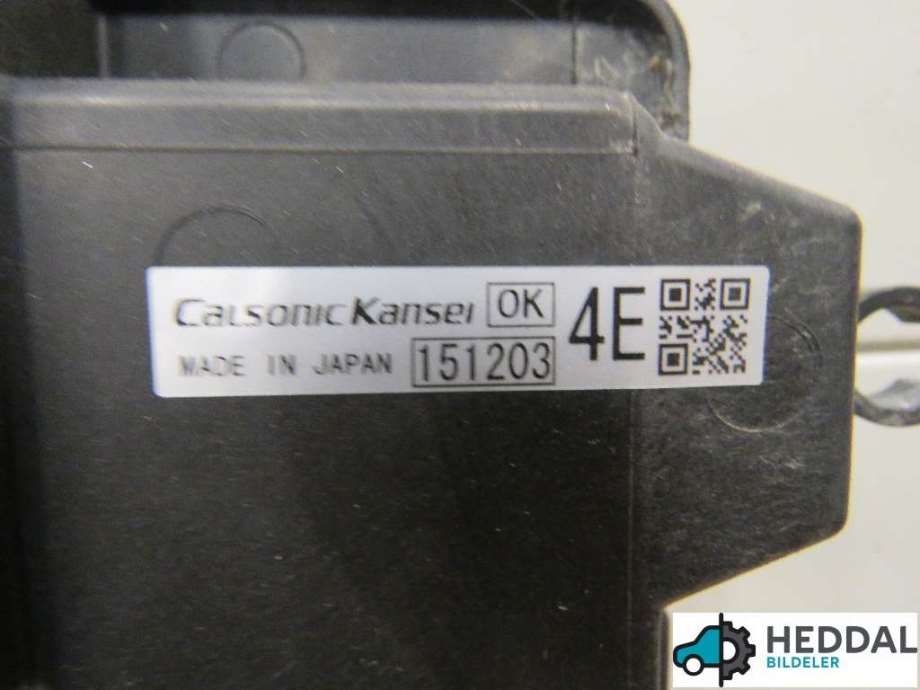 CalsonicKansei OK 4E
MADE IN JAPAN 151203
HEDDAL
BILDELER